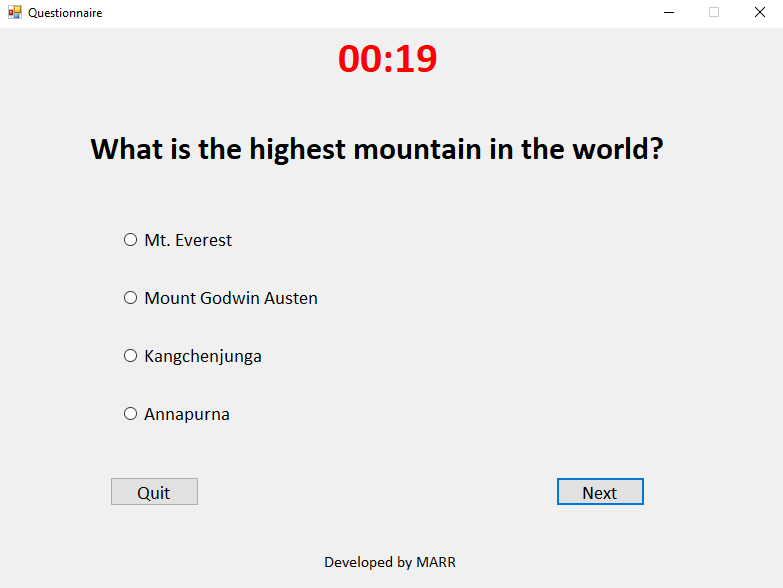 Questionnaire
00:19
What is the highest mountain in the world?
Mt. Everest
Mount Godwin Austen
Kangchenjunga
Annapurna
Quit
Next
Developed by MARR